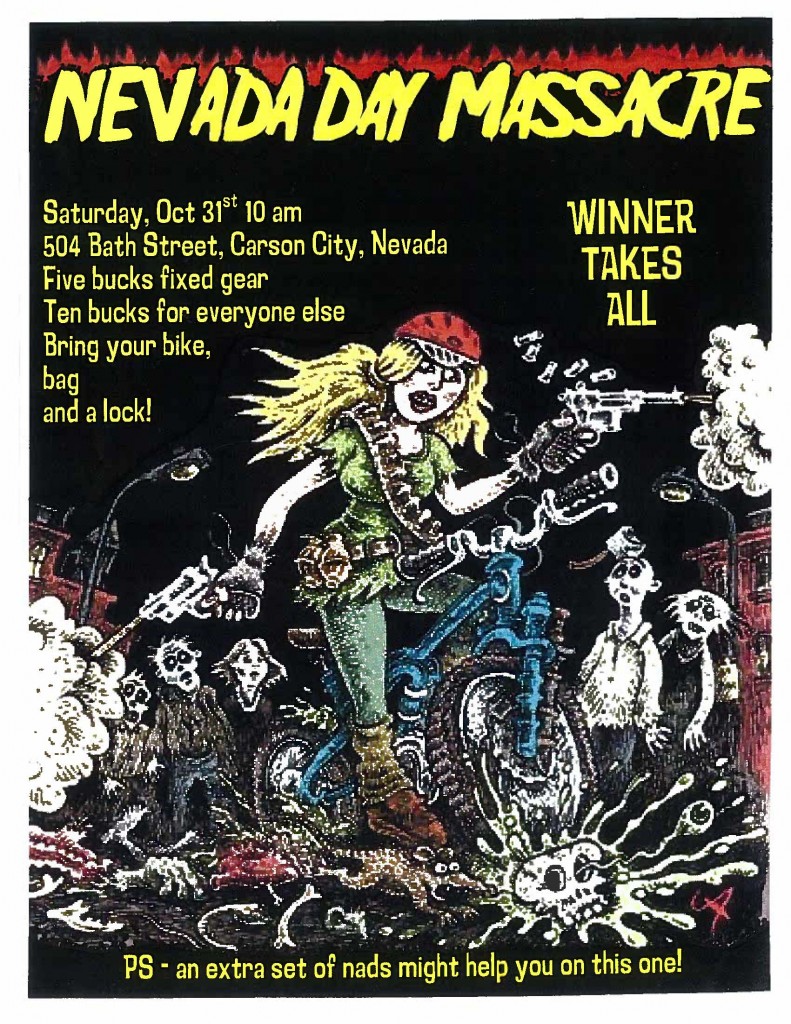 NEVADA DAY MASSACRE
Saturday, Oct 31st 10 am
504 Bath Street, Carson City, Nevada
Five bucks fixed gear
Ten bucks for everyone else
Bring your bike,
bag
and a lock!
WINNER
TAKES
ALL
PS - an extra set of nads might help you on this one!